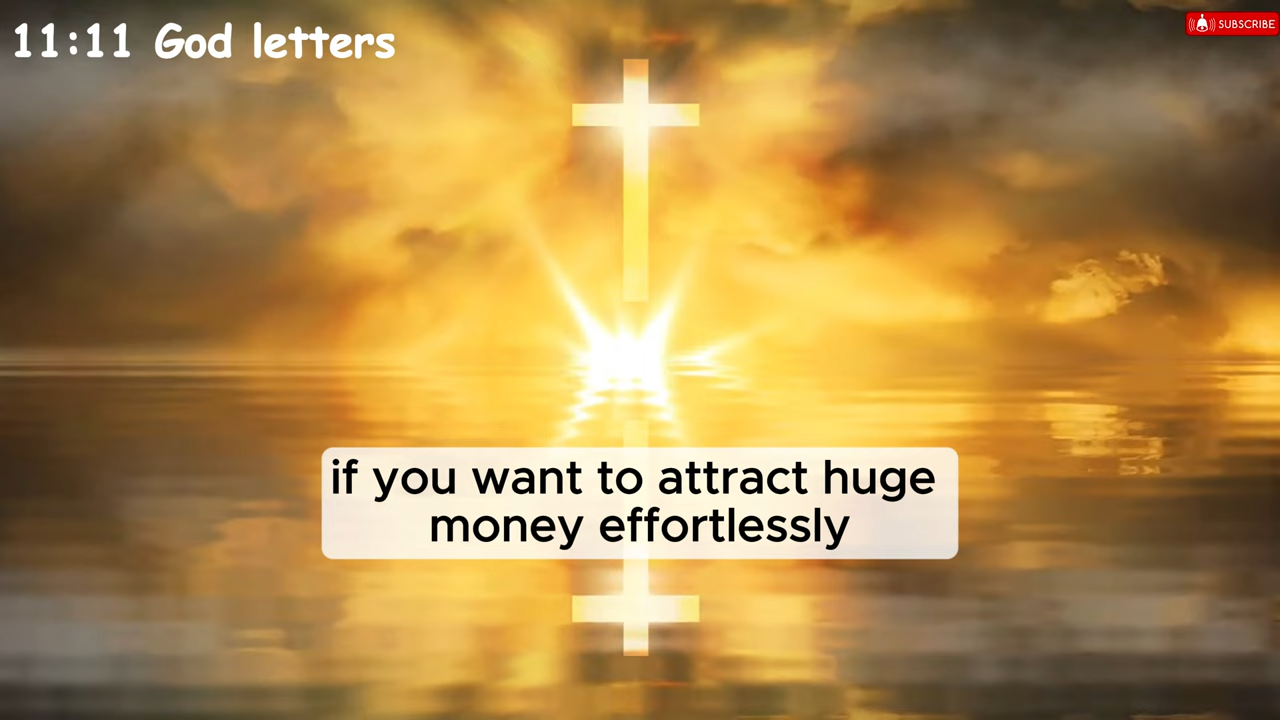 11:11 God letters
SUBSCRIBE
if you want to attract huge
money effortlessly